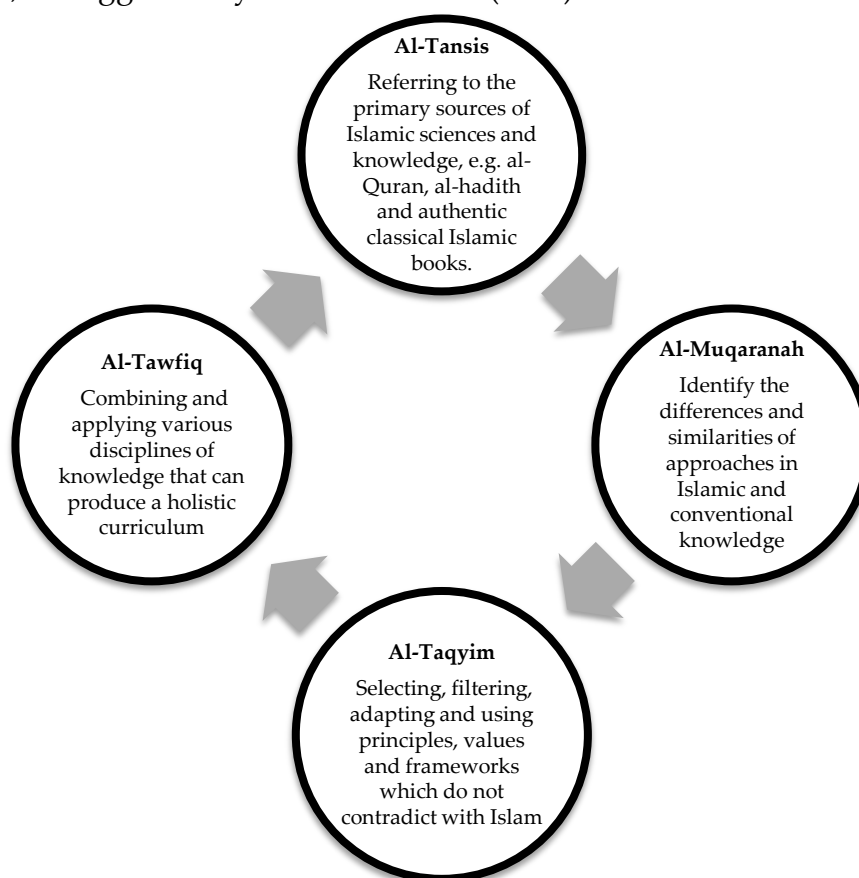 Al-Tansis
Referring to the
primary sources of
Islamic sciences and
knowledge, e.g. al-
Quran, al-hadith
and authentic
classical Islamic
books.
Al-Muqaranah
Identify the
differences and
similarities of
approaches in
Islamic and
conventional
knowledge
Al-Taqyim
Selecting, filtering,
adapting and using
principles, values
and frameworks
which do not
contradict with Islam
Al-Tawfiq
Combining and
applying various
disciplines of
knowledge that can
produce a holistic
curriculum